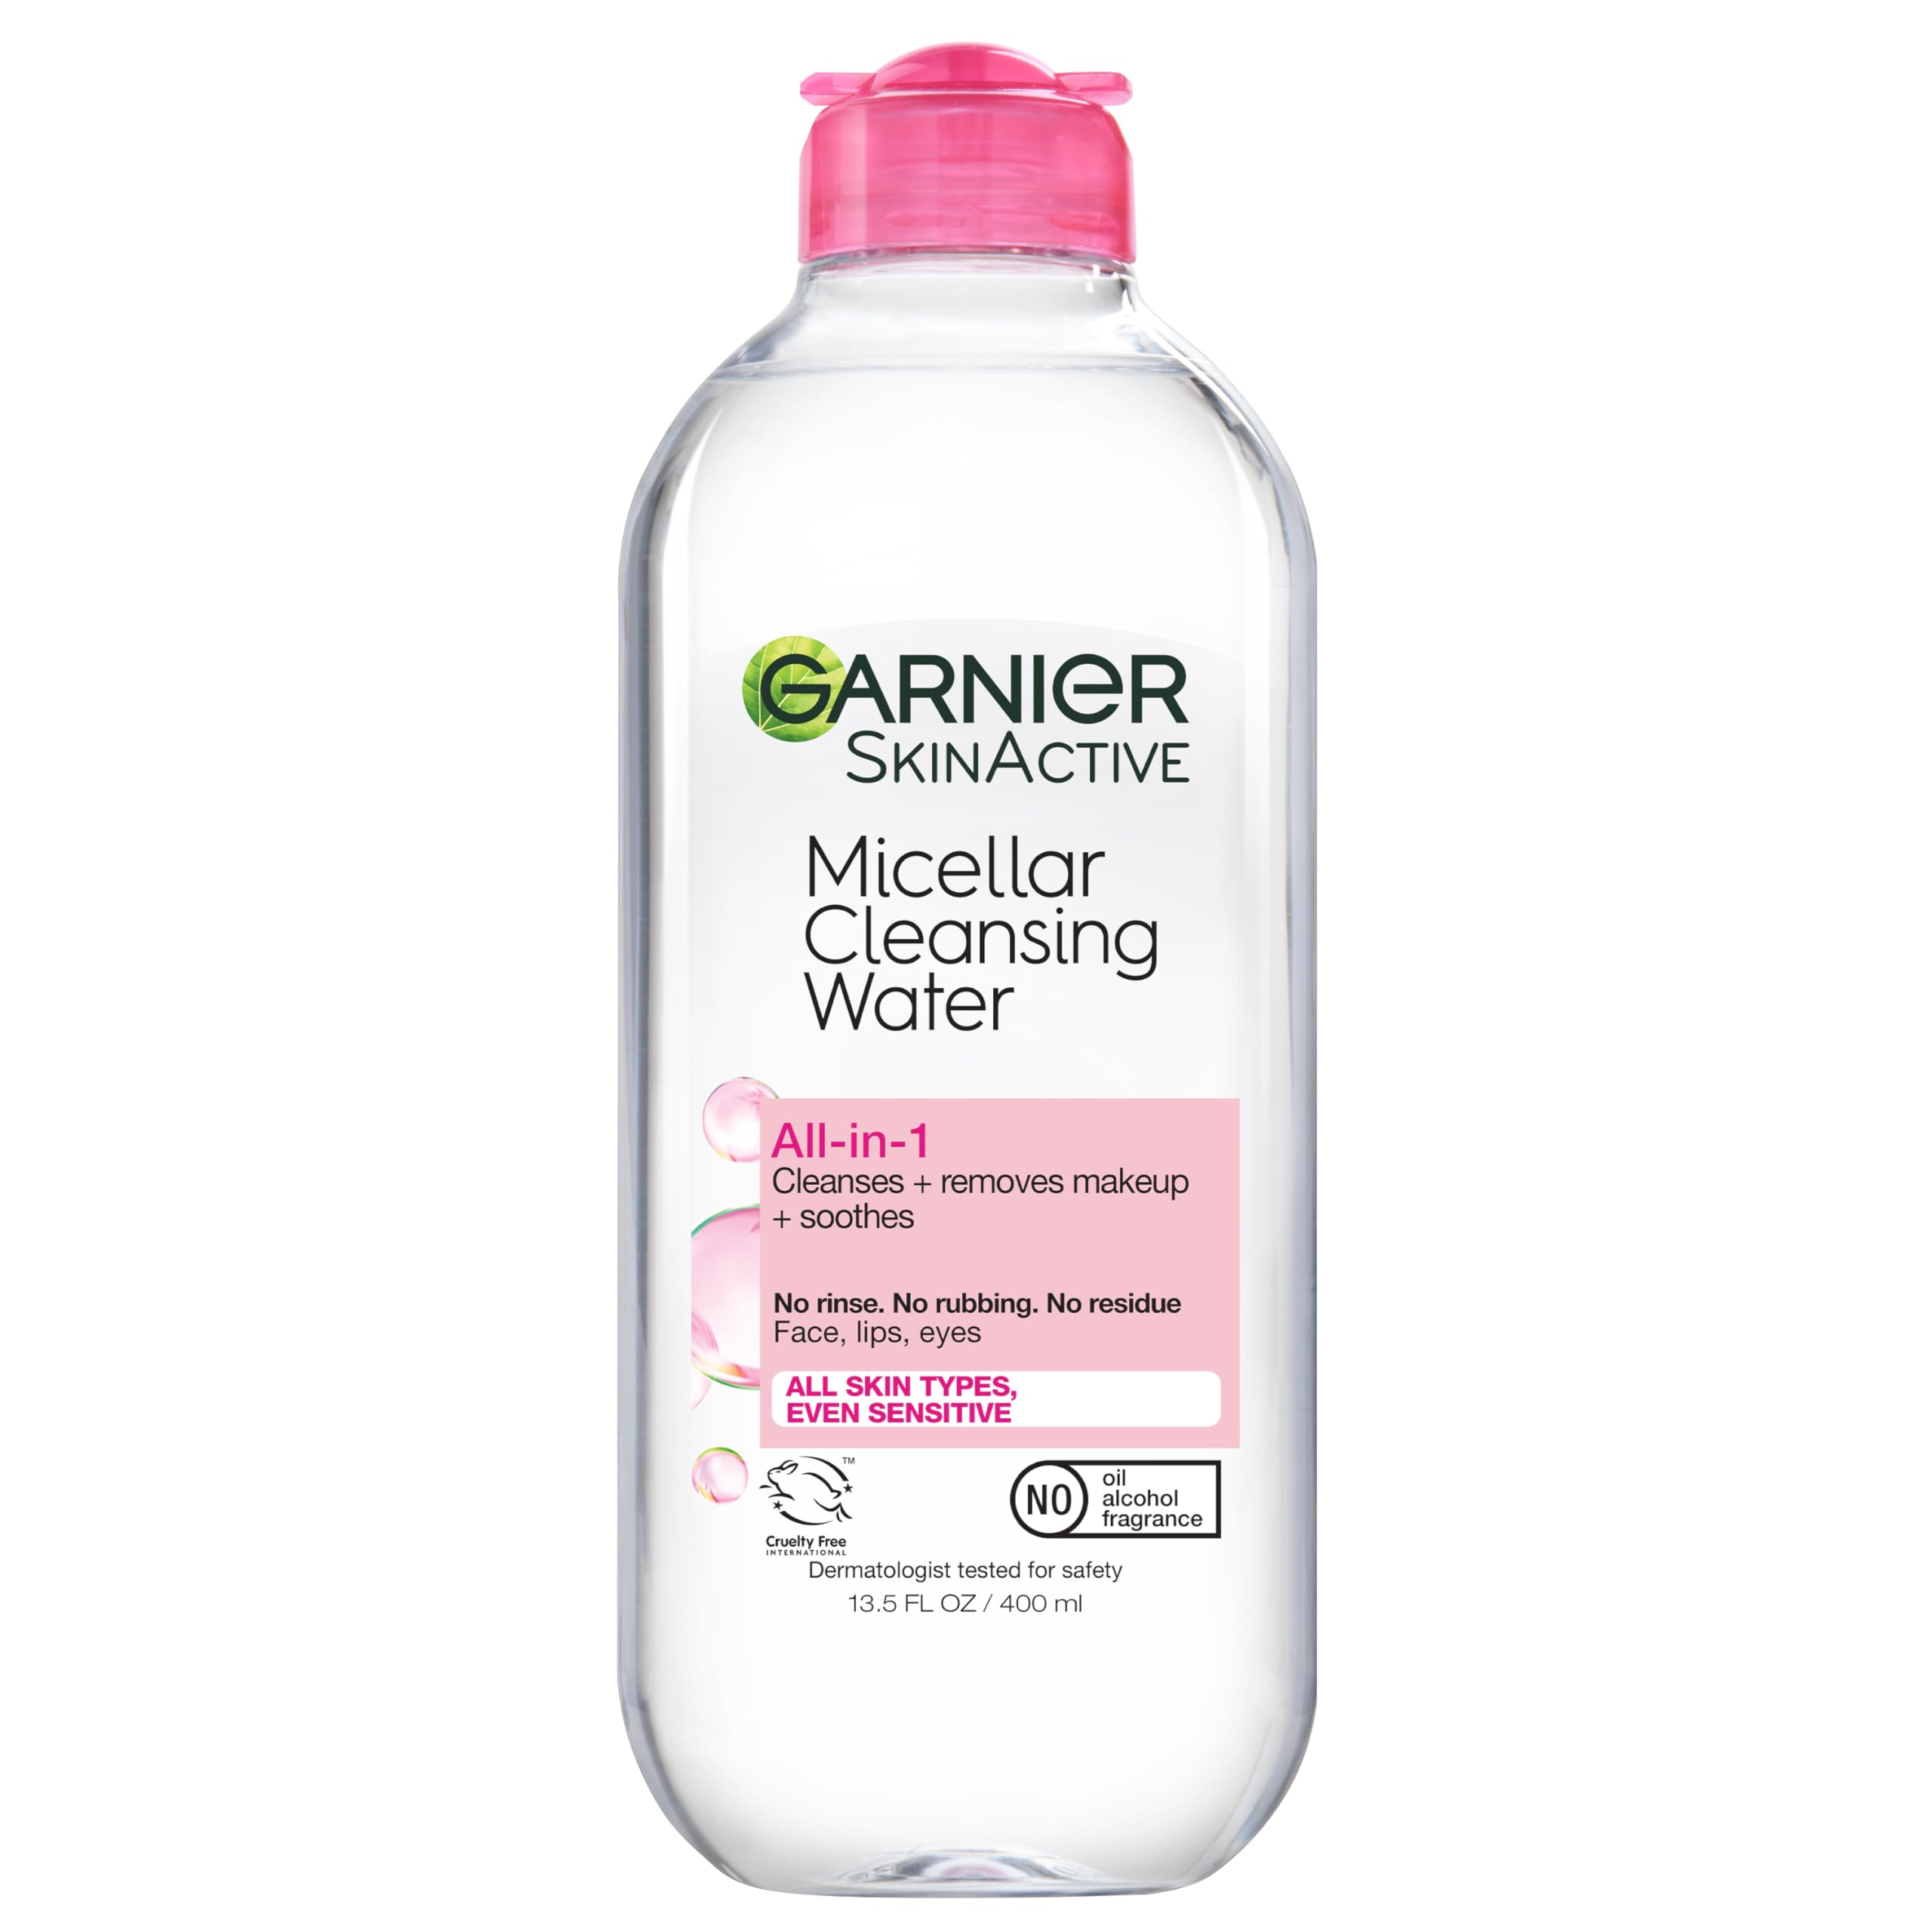 GARNIER
SKINACTIVE
Micellar
Cleansing
Water
All-in-1
Cleanses + removes makeup
+ soothes
No rinse. No rubbing. No residue
Face, lips, eyes
ALL SKIN TYPES,
EVEN SENSITIVE
TM
Cruelty Free
INTERNATIONAL
NO
oil
alcohol
fragrance
Dermatologist tested for safety
13.5 FL OZ / 400 ml